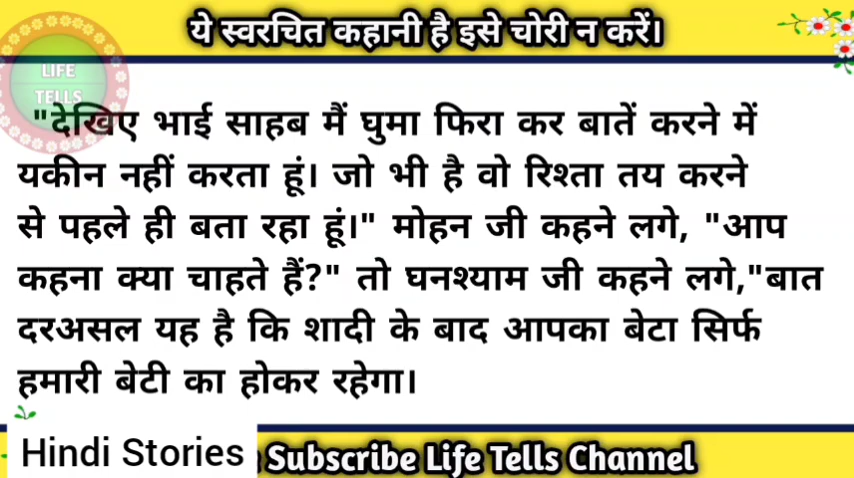 ये स्वरचित कहानी है इसे चोरी न करें।
LIFE
TELLS
"देखिए भाई साहब मैं घुमा फिरा कर बातें करने में
यकीन नहीं करता हूं। जो भी है वो रिश्ता तय करने
से पहले ही बता रहा हूं।" मोहन जी कहने लगे, "आप
कहना क्या चाहते हैं?" तो घनश्याम जी कहने लगे,"बात
दरअसल यह है कि शादी के बाद आपका बेटा सिर्फ
हमारी बेटी का होकर रहेगा।
Hindi Stories Subscribe Life Tells Channel